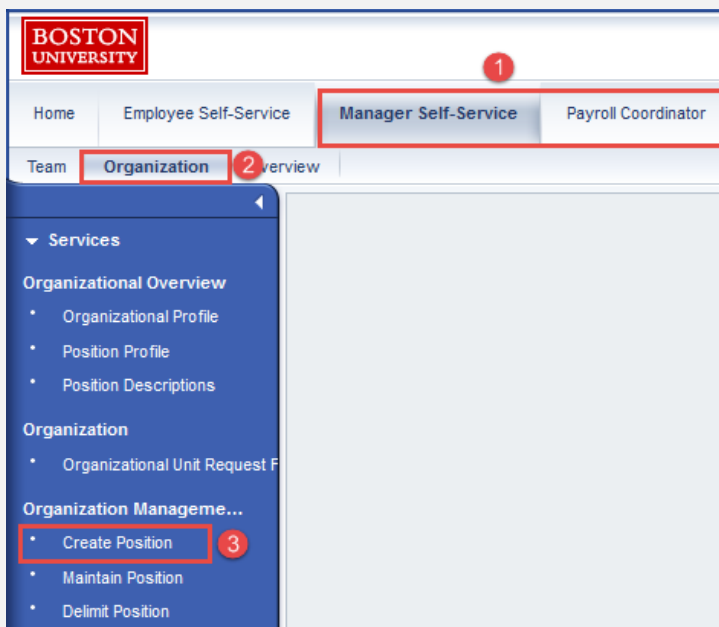 BOSTON
UNIVERSITY
1
Home Employee Self-Service Manager Self-Service Payroll Coordinator
Team Organization 2 verview
Services
Organizational Overview
Organizational Profile
Position Profile
Position Descriptions
Organization
Organizational Unit Request F
Organization Manageme...
Create Position 3
Maintain Position
Delimit Position